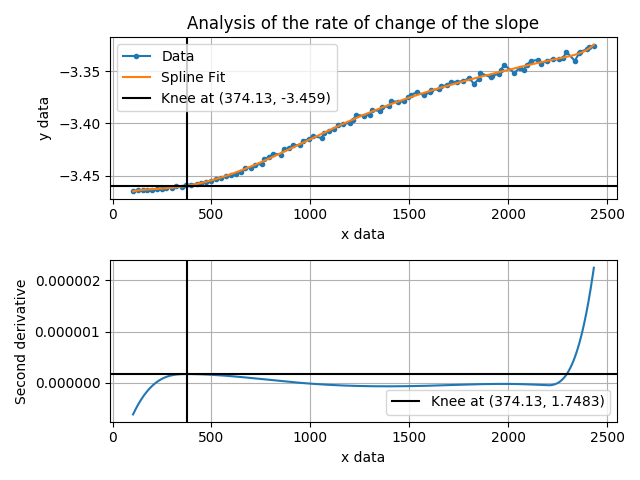 Analysis of the rate of change of the slope
−3.35
−3.40
−3.45
y data
Data
Spline Fit
Knee at (374.13, -3.459)
0 500 1000 1500 2000 2500
x data
0.000002
0.000001
0.000000
Second derivative
Knee at (374.13, 1.7483)
0 500 1000 1500 2000 2500
x data